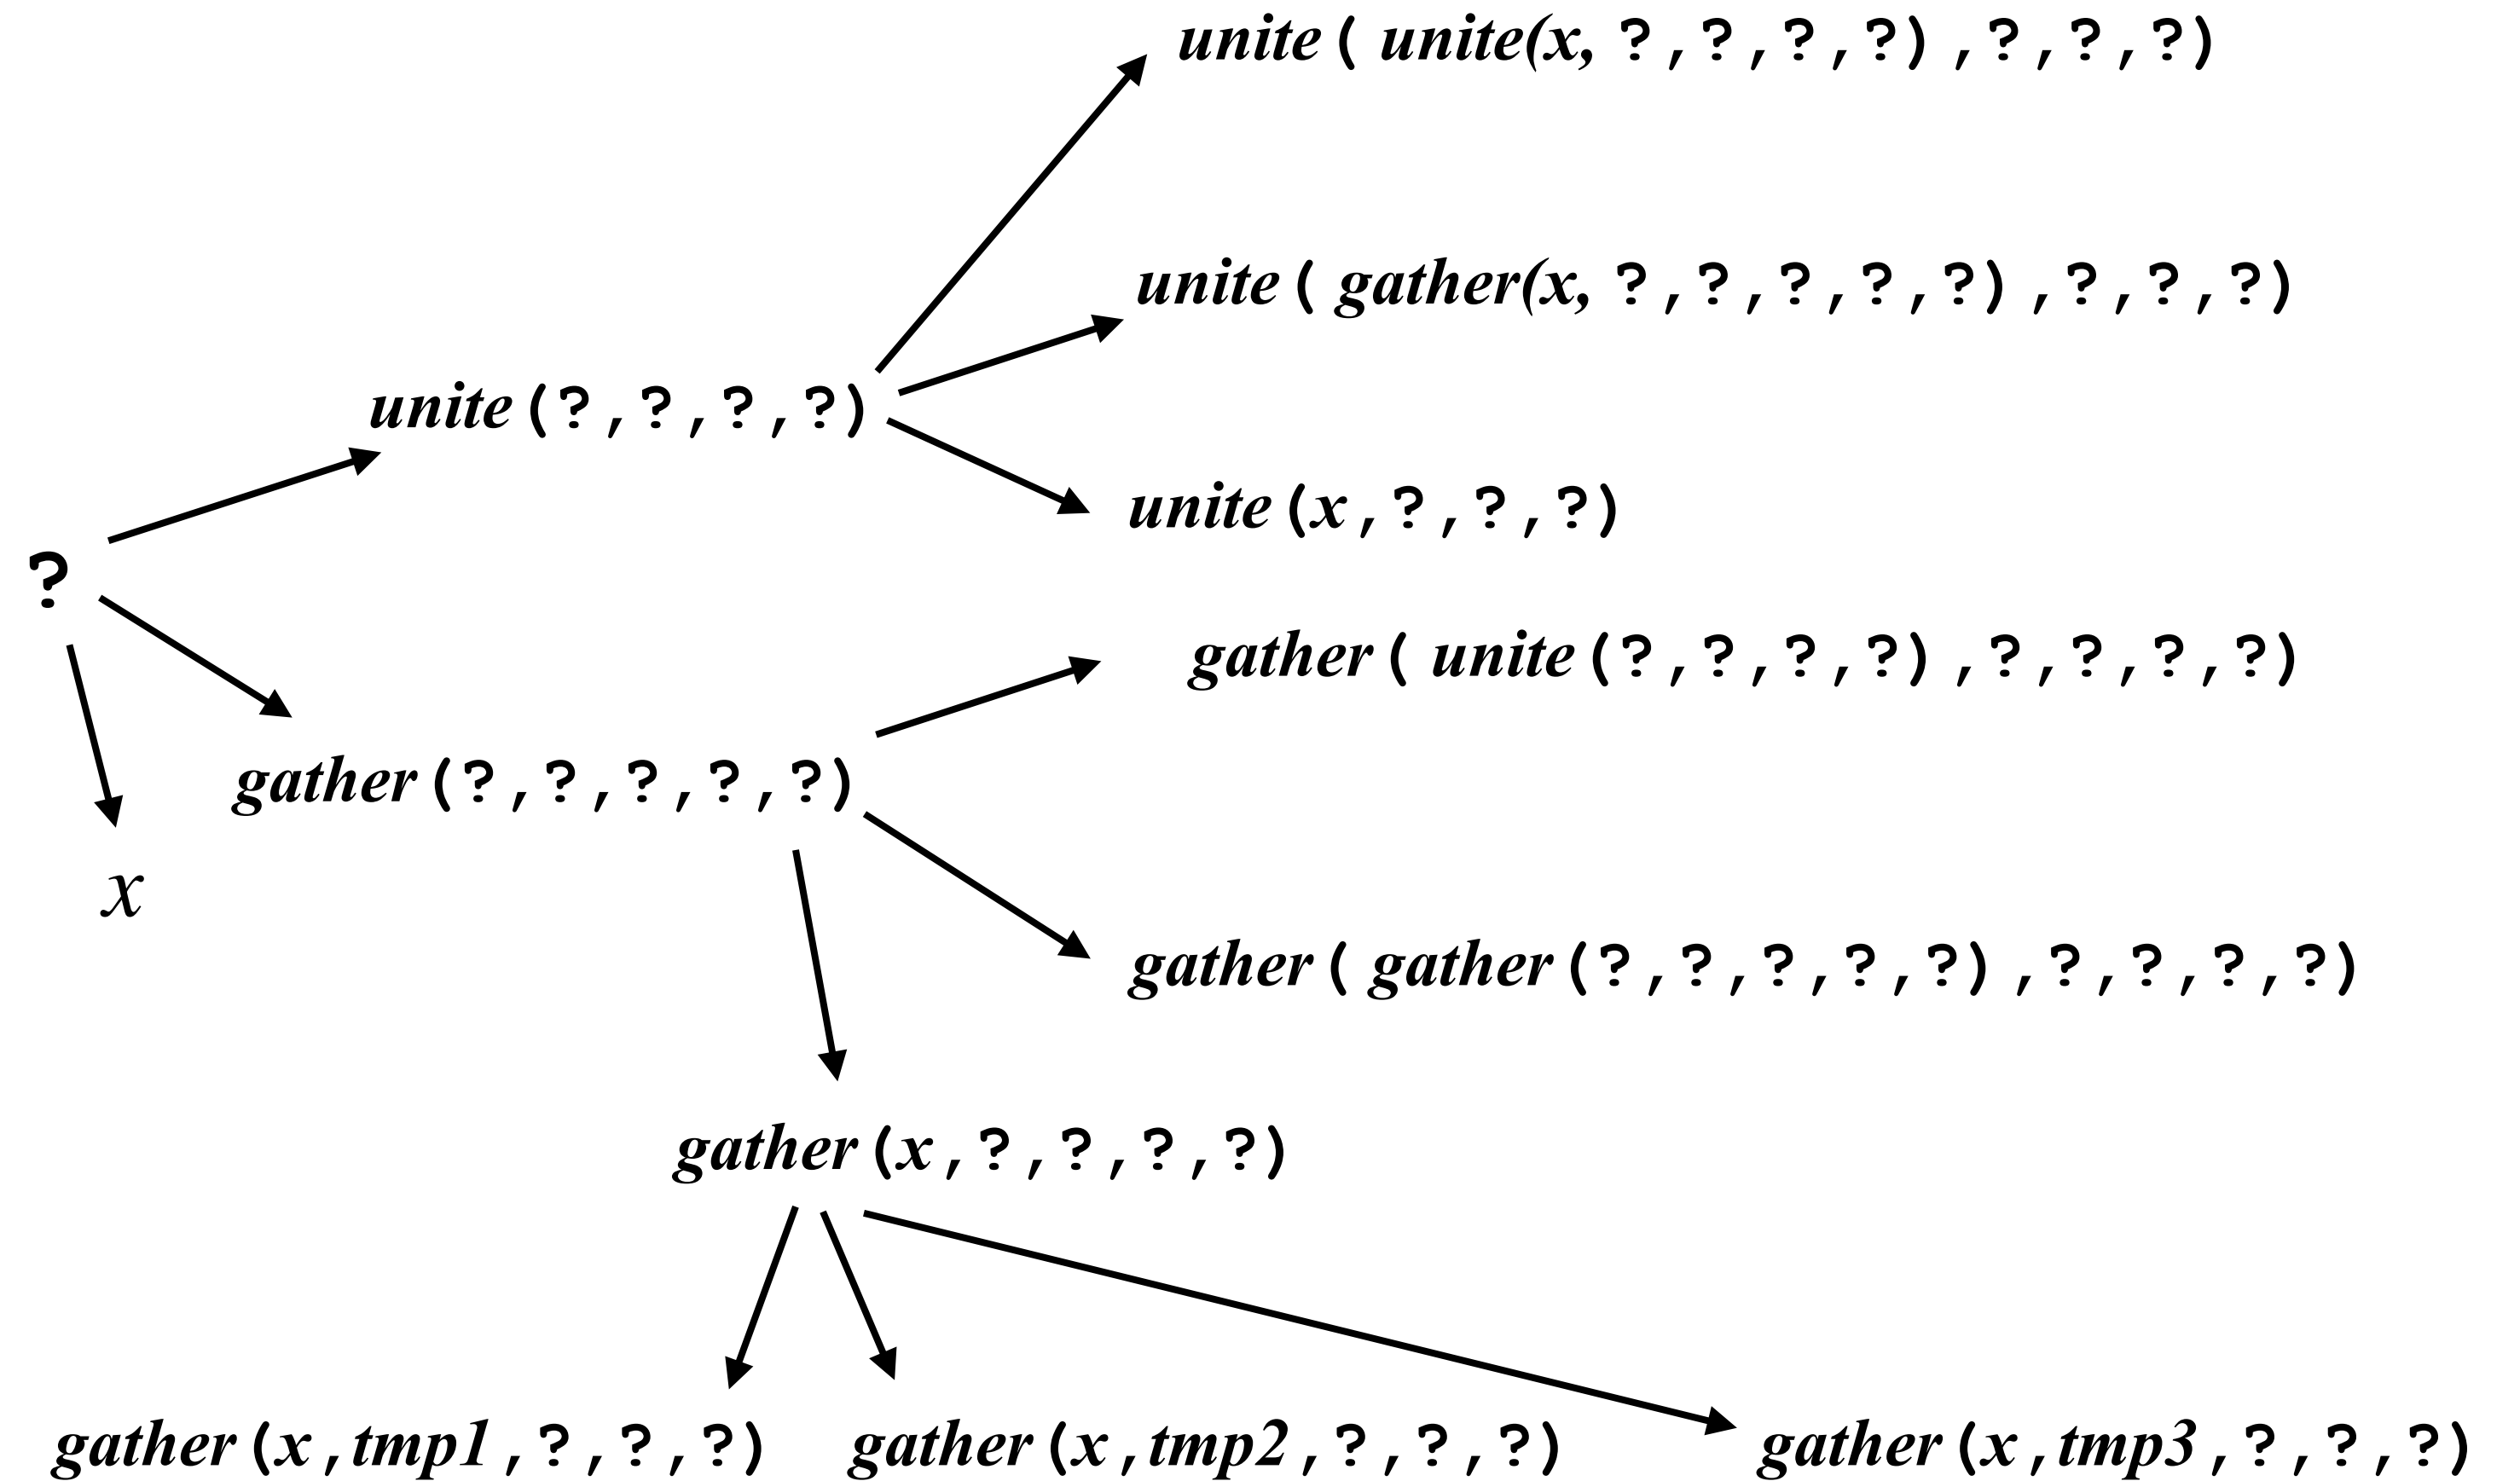 unite( unite(x, ?,?,?,?),?,?,?)
unite(gather(x, ?,?,?,?,?),?,?,?)
unite(?,?,?,?)
unite(x,?,?,?)
?
gather( unite(?,?,?,?),?,?,?,?)
gather(?,?,?,?,?)
x
gather(gather(?,?,?,?,?),?,?,?,?)
gather(x,?,?,?,?)
gather(x,tmp1,?,?,?) gather(x,tmp2,?,?,?) gather(x,tmp3,?,?,?)